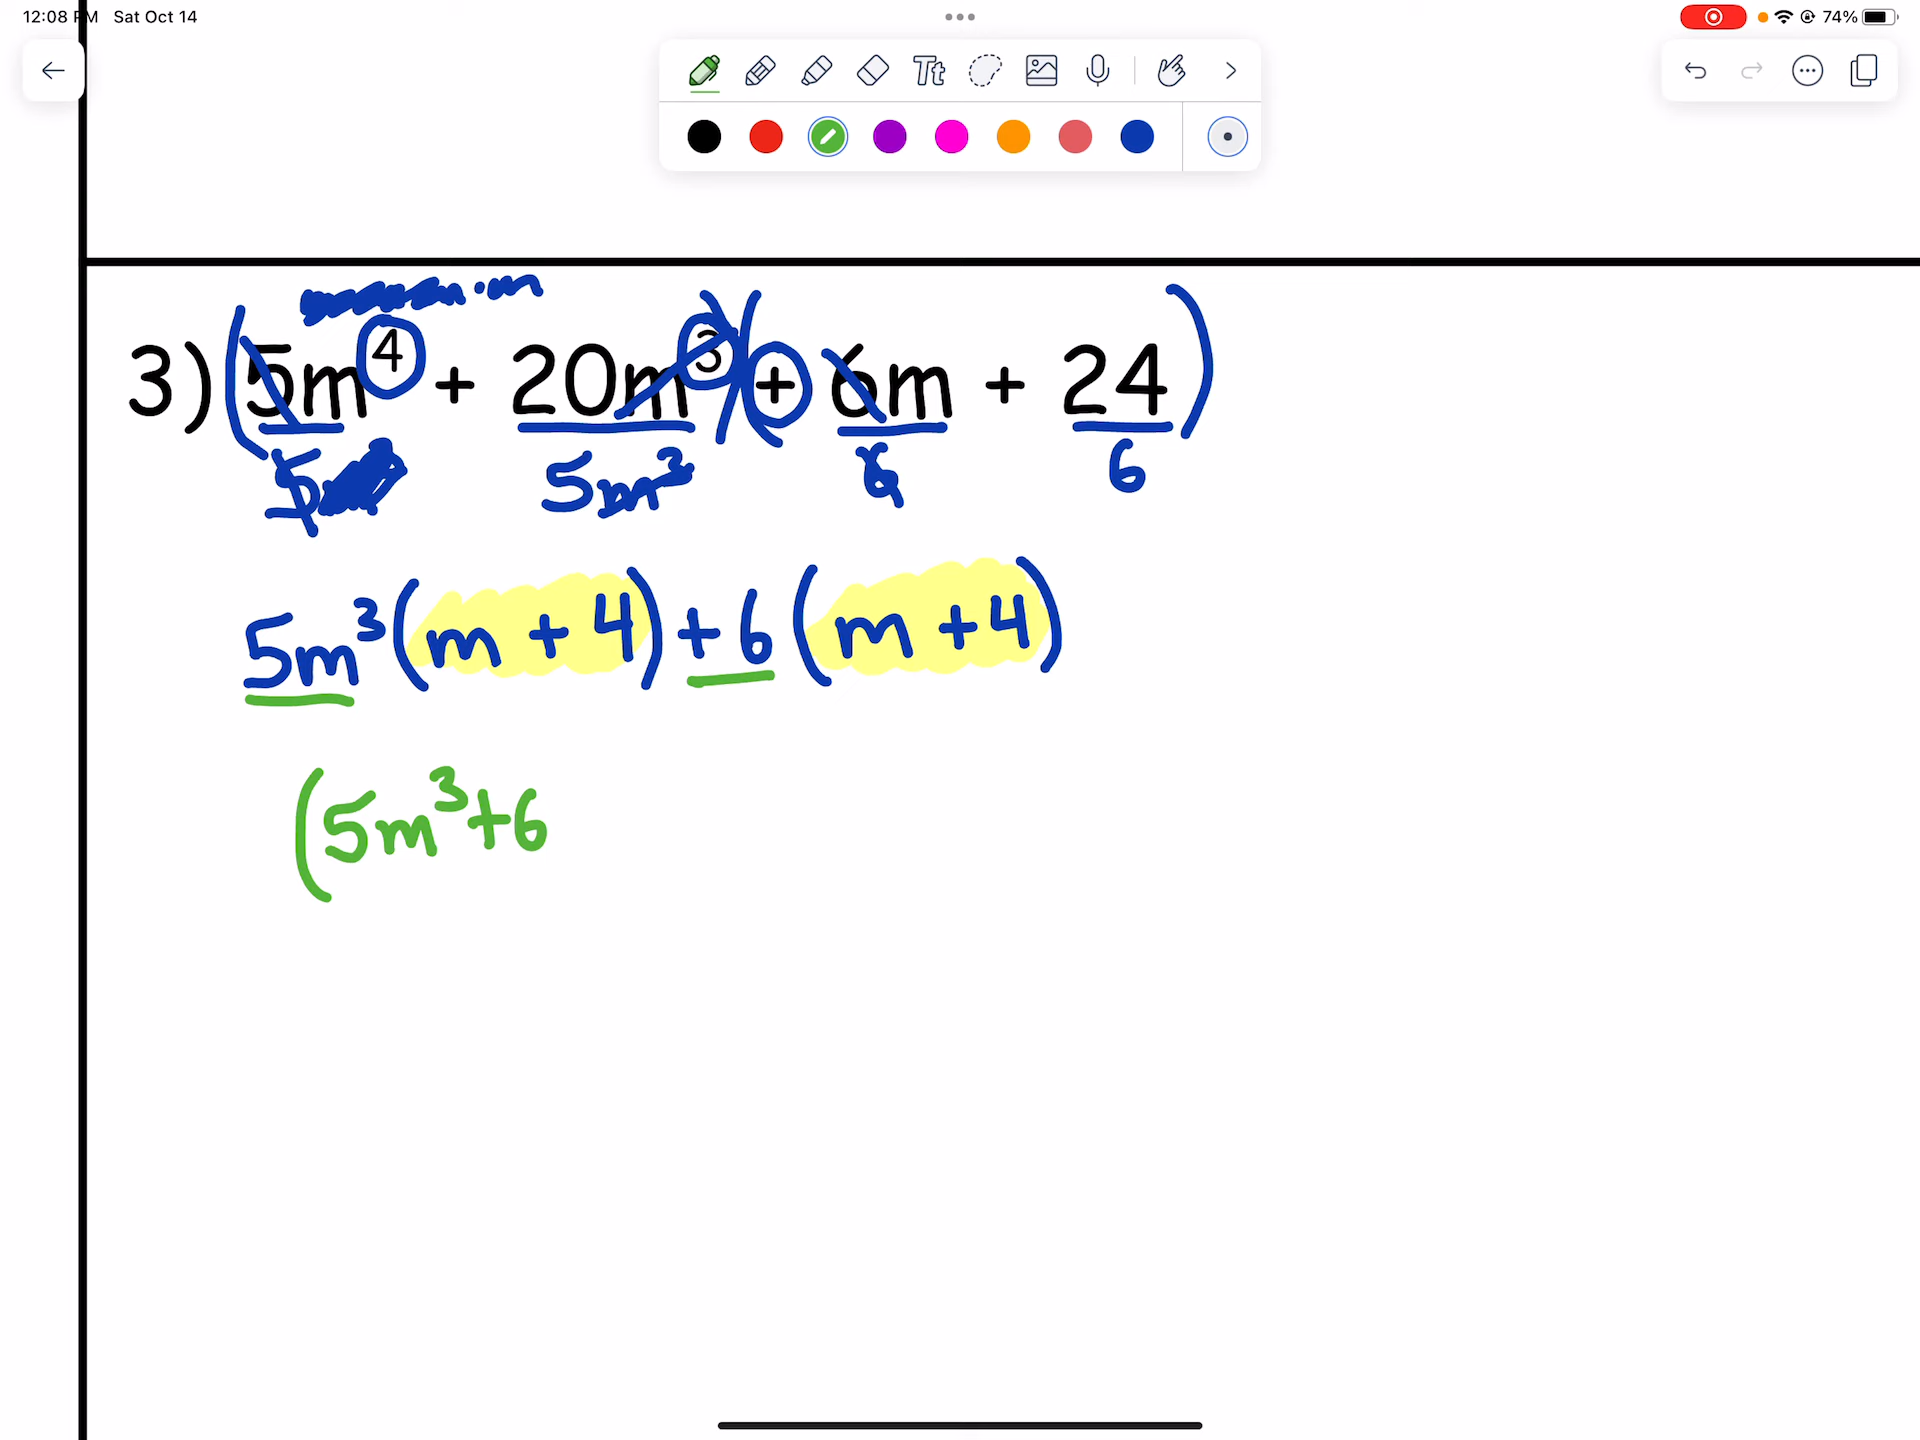 12:08 PM Sat Oct 14
74%
Tt
3) (5m⁴ + 20m³)(+ 6m + 24)
5 5m³ 6 6
5m³(m + 4) + 6(m + 4)
(5m³+6